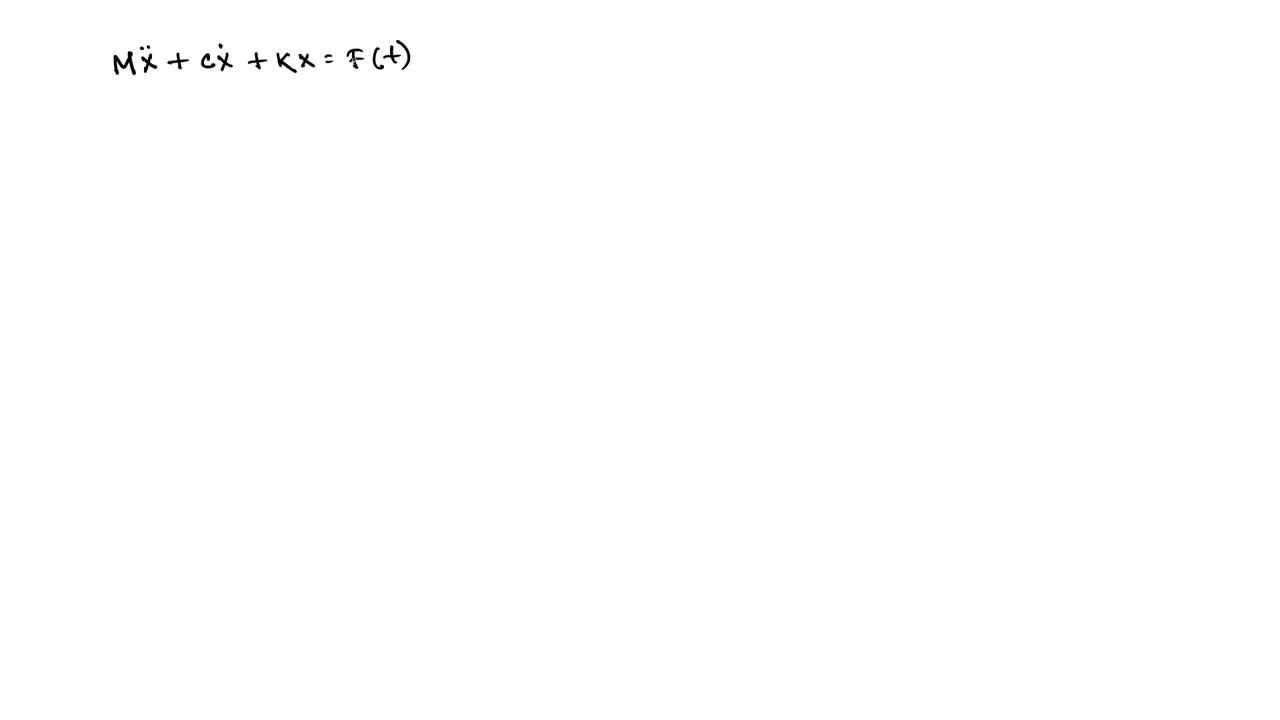 Mẍ + cẋ + Kx = F(t)